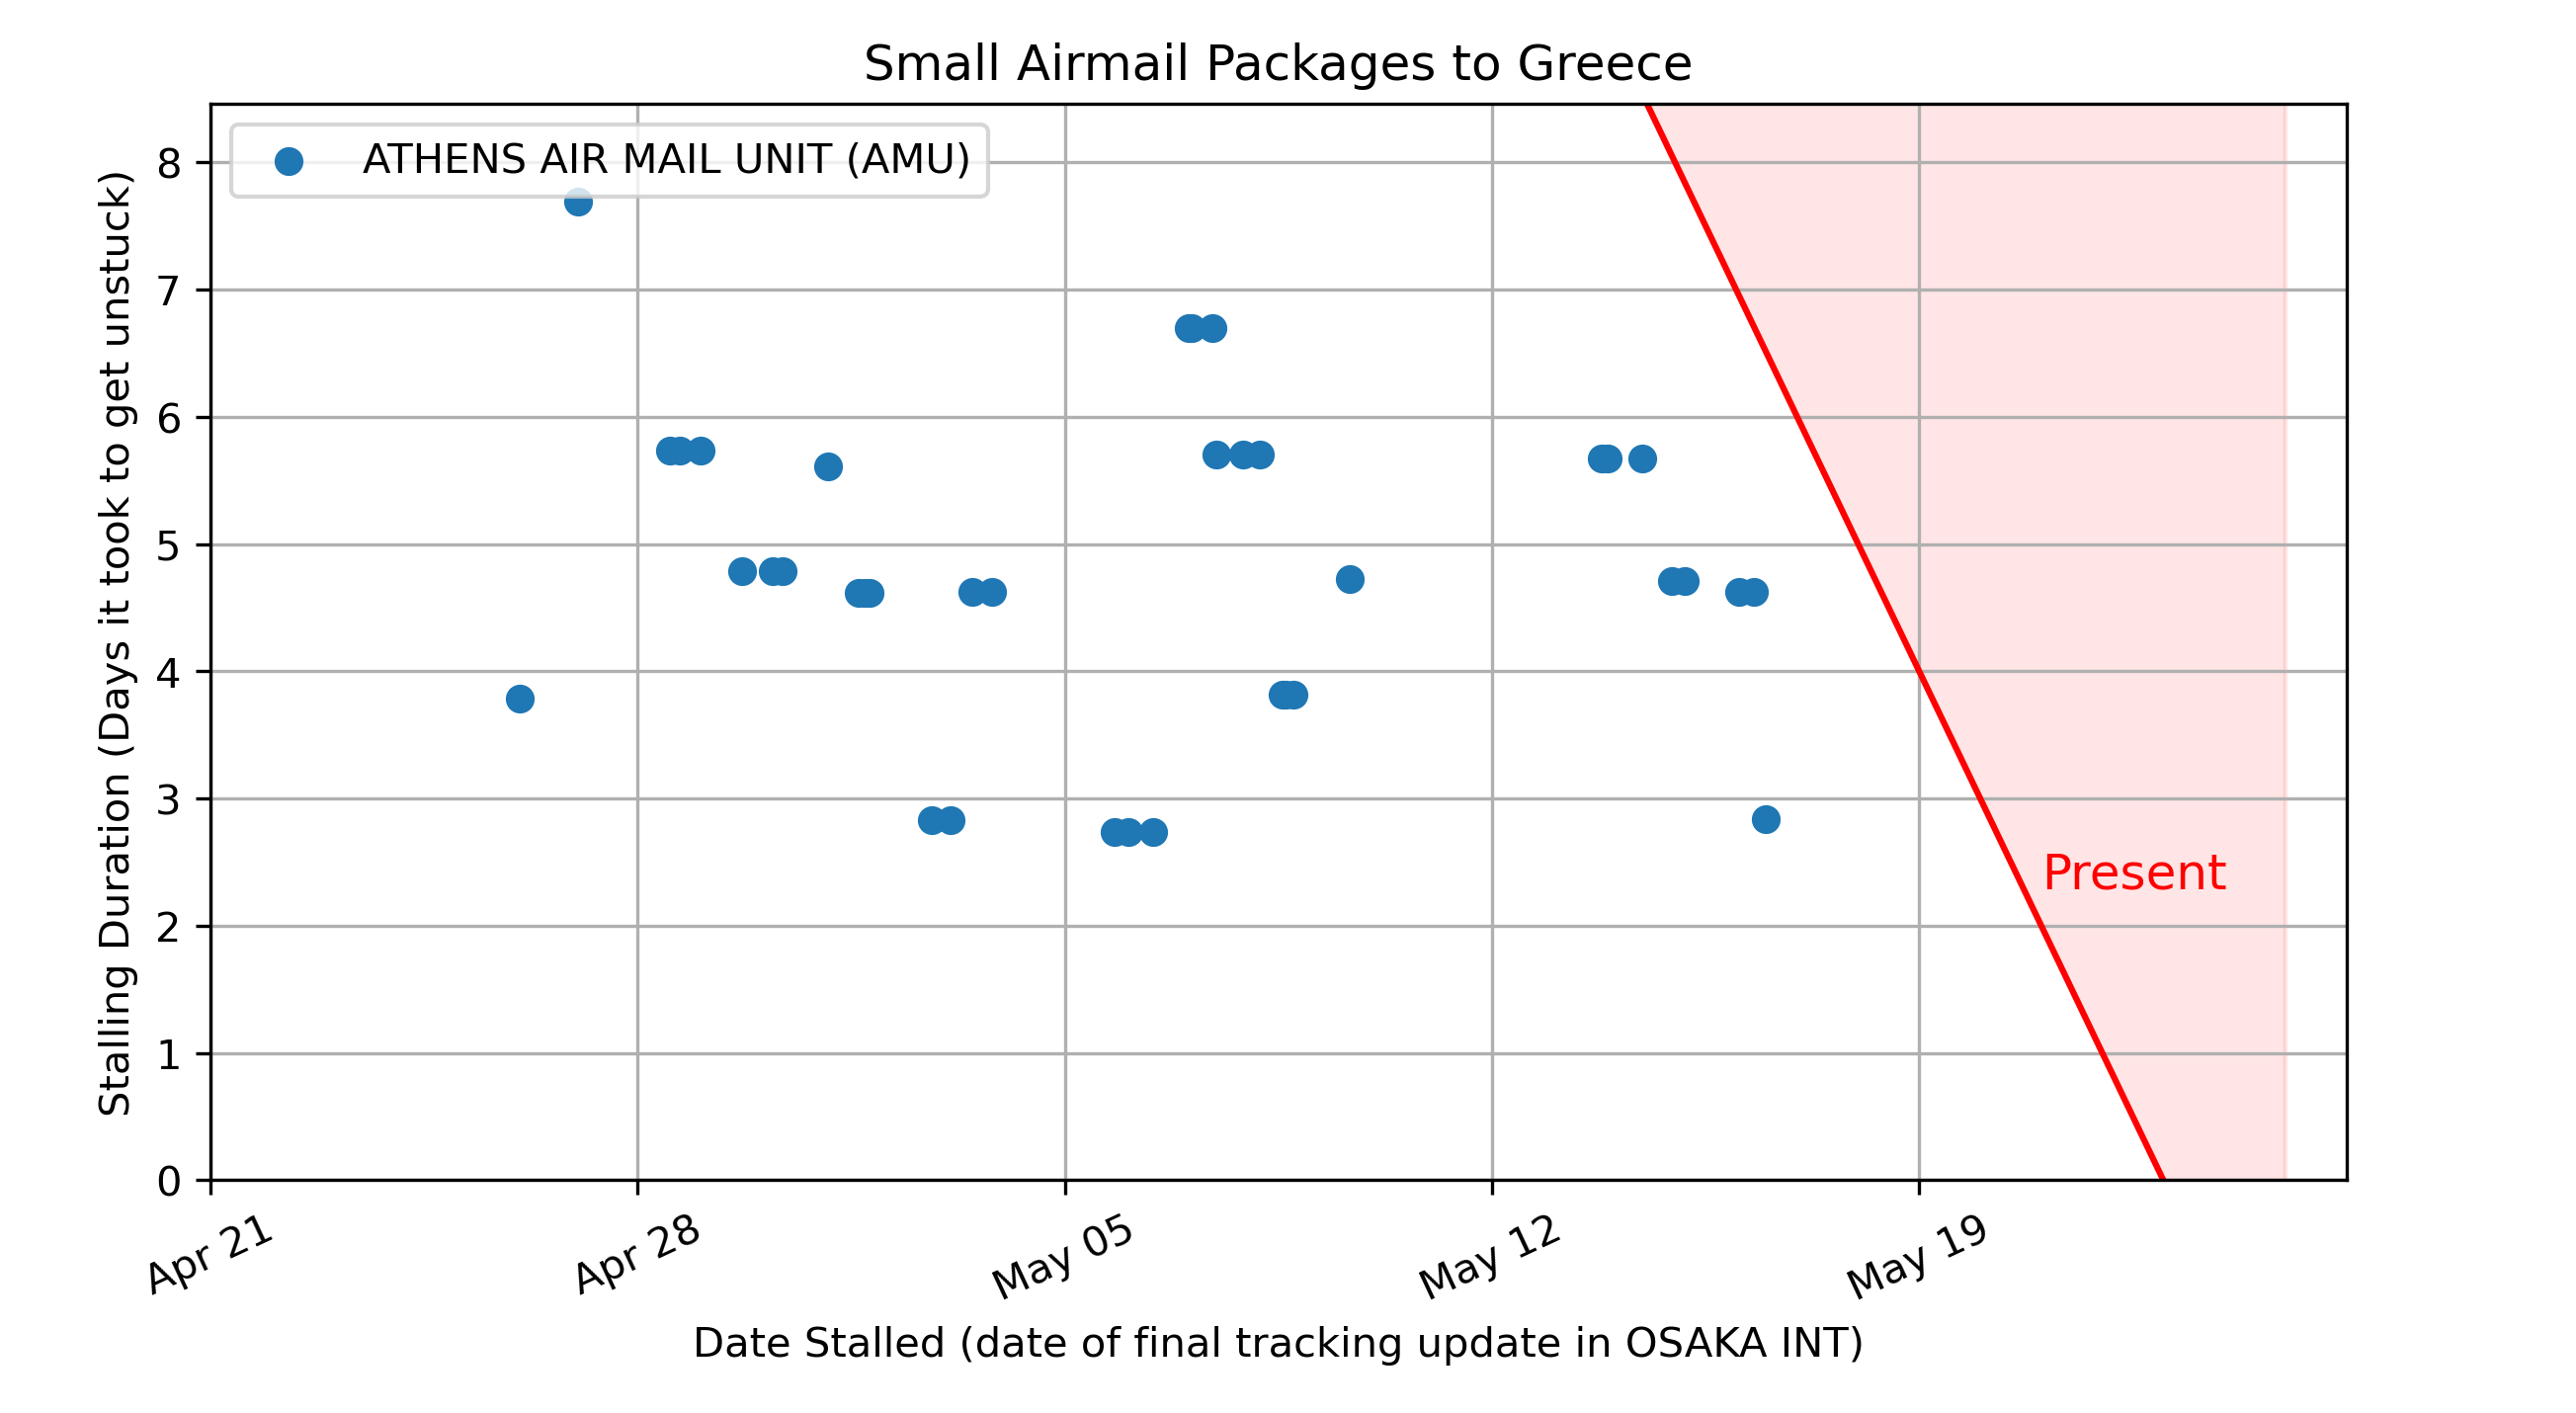 Small Airmail Packages to Greece
ATHENS AIR MAIL UNIT (AMU)
Stalling Duration (Days it took to get unstuck)
8
7
6
5
4
3
2
1
0
Present
Apr 21
Apr 28
May 05
May 12
May 19
Date Stalled (date of final tracking update in OSAKA INT)